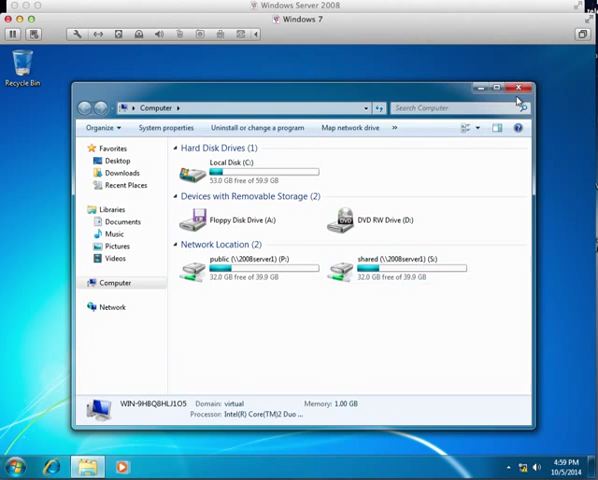 Windows Server 2008
Windows 7
Recycle Bin
Computer
Search Computer
Organize
System properties
Uninstall or change a program
Map network drive
»
Favorites
Desktop
Downloads
Recent Places
Libraries
Documents
Music
Pictures
Videos
Computer
Network
Hard Disk Drives (1)
Local Disk (C:)
53.0 GB free of 59.9 GB
Devices with Removable Storage (2)
Floppy Disk Drive (A:)
DVD
DVD RW Drive (D:)
Network Location (2)
public (\\2008server1) (P:)
32.0 GB free of 39.9 GB
shared (\\2008server1) (S:)
32.0 GB free of 39.9 GB
WIN-9HBQ8HLJ1O5 Domain: virtual Memory: 1.00 GB
Processor: Intel(R) Core(TM)2 Duo ...
4:59 PM
10/5/2014